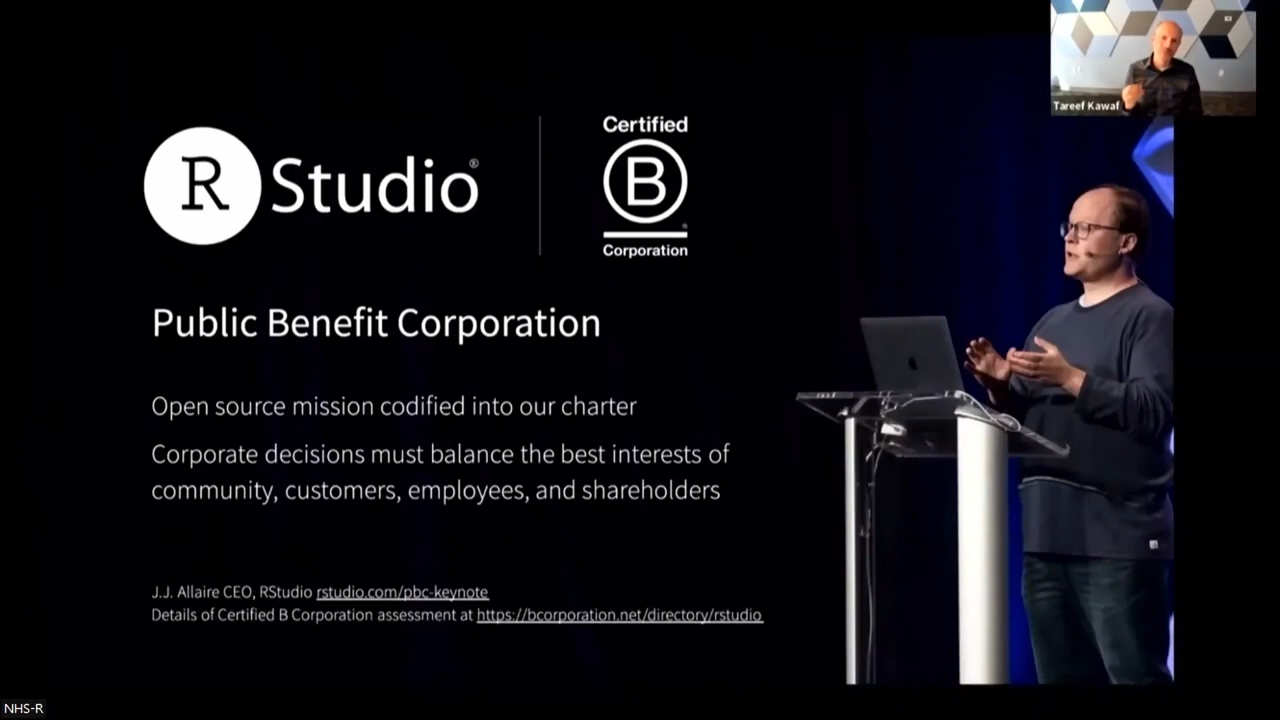 Tareef Kawaf
R Studio®
Certified
B
®
Corporation
Public Benefit Corporation
Open source mission codified into our charter
Corporate decisions must balance the best interests of
community, customers, employees, and shareholders
J.J. Allaire CEO, RStudio rstudio.com/pbc-keynote
Details of Certified B Corporation assessment at https://bcorporation.net/directory/rstudio
NHS-R